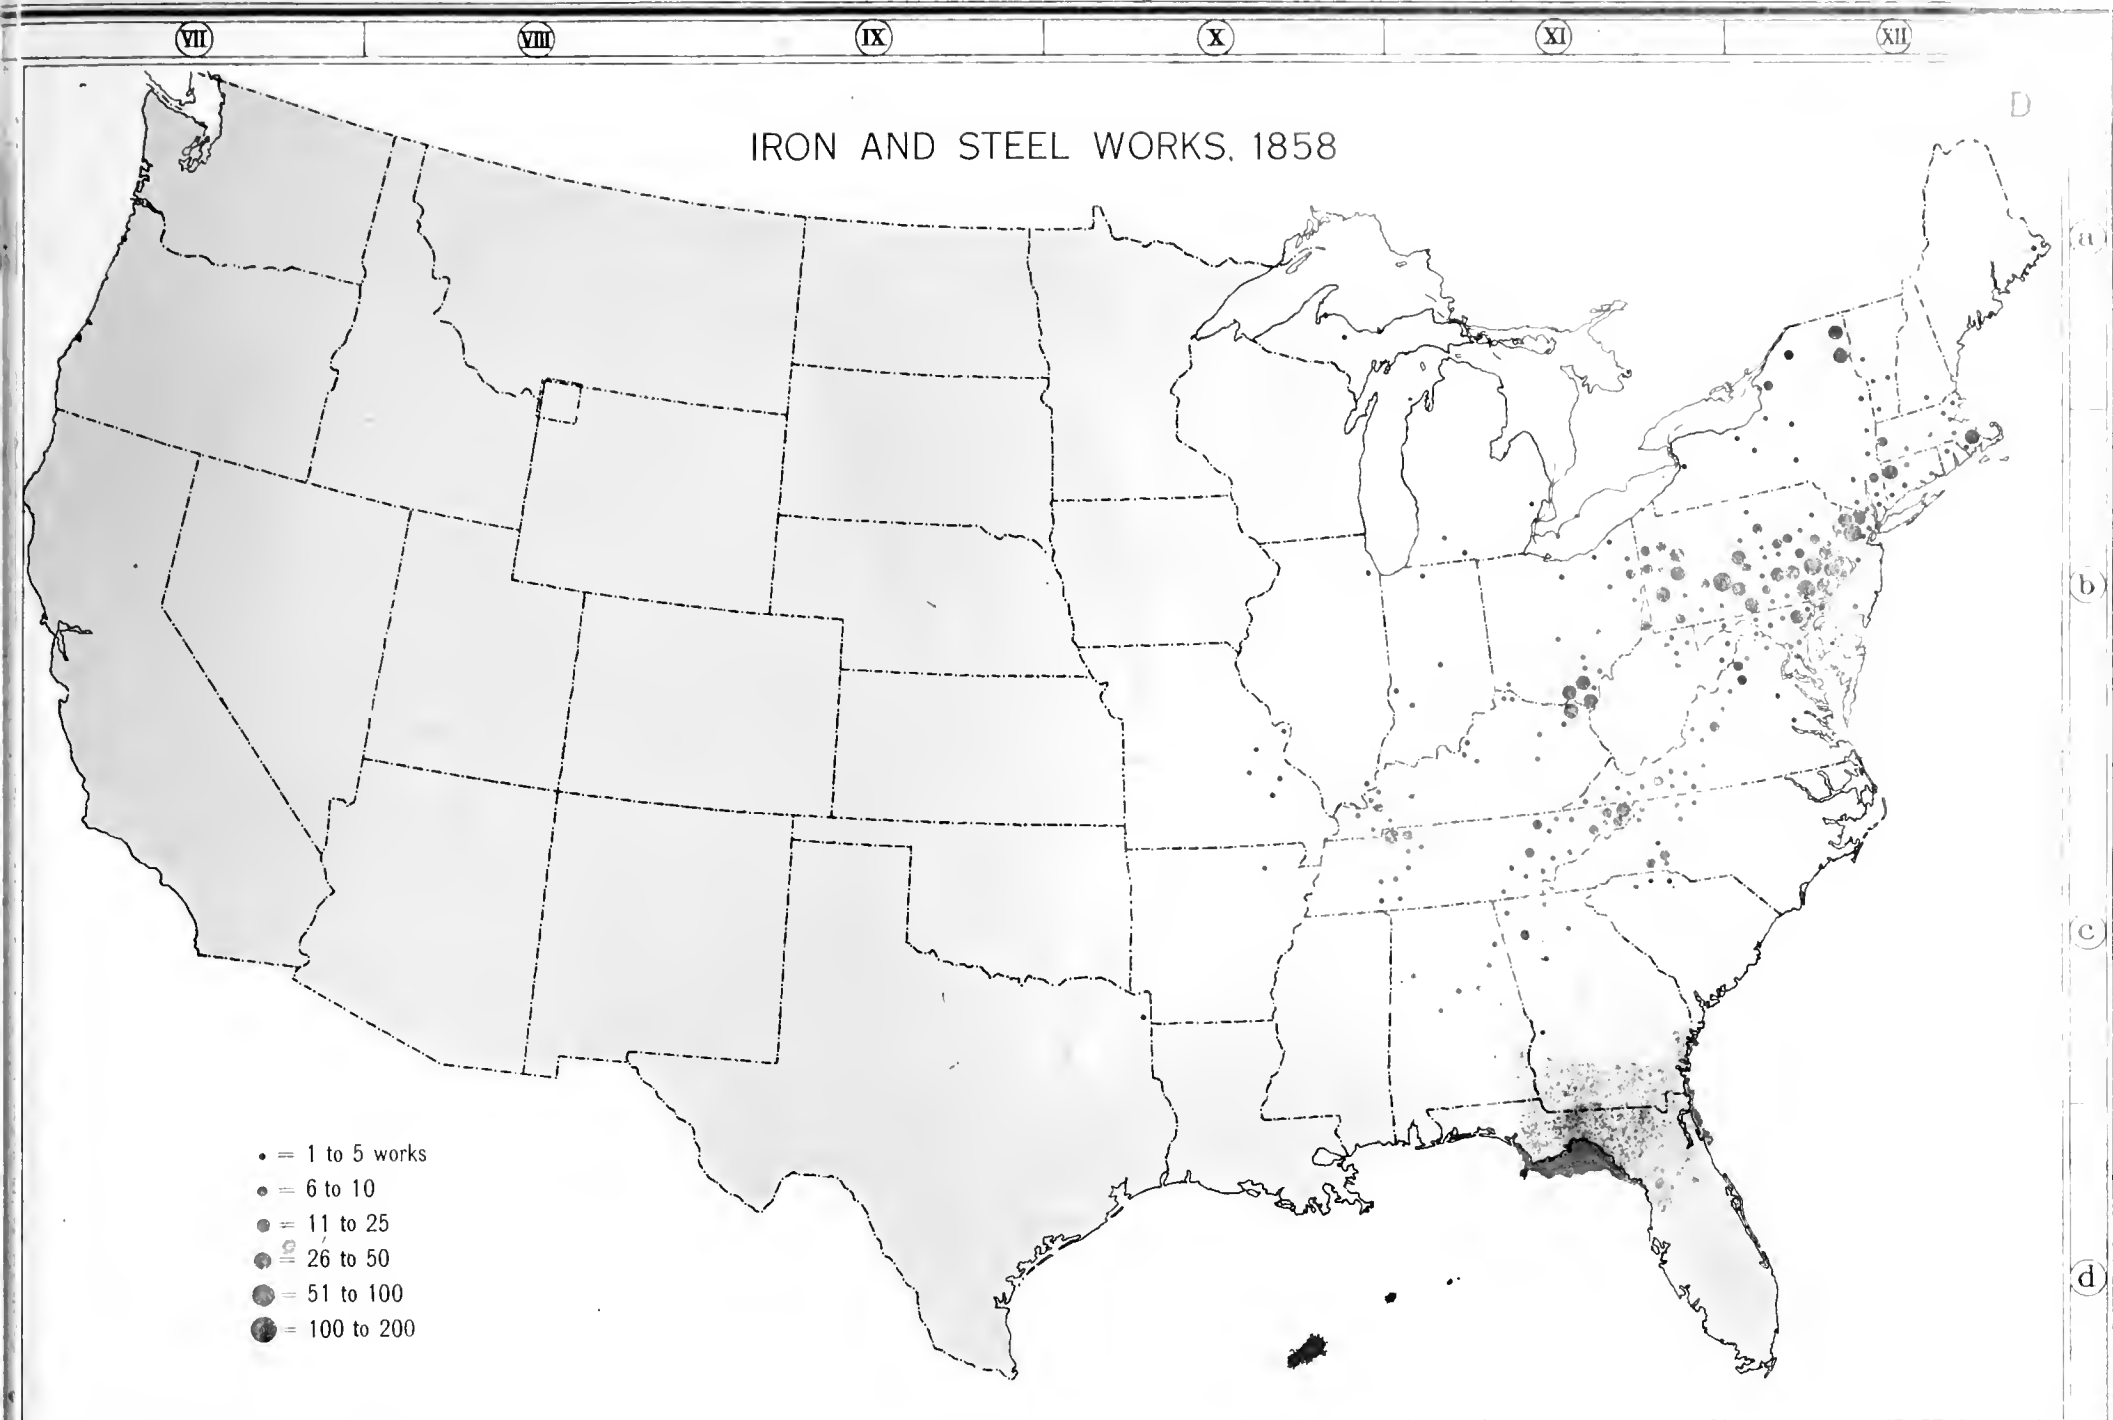 VII VIII IX X XI XII
D
IRON AND STEEL WORKS, 1858
a
b
c
d
= 1 to 5 works
= 6 to 10
= 11 to 25
= 26 to 50
= 51 to 100
= 100 to 200